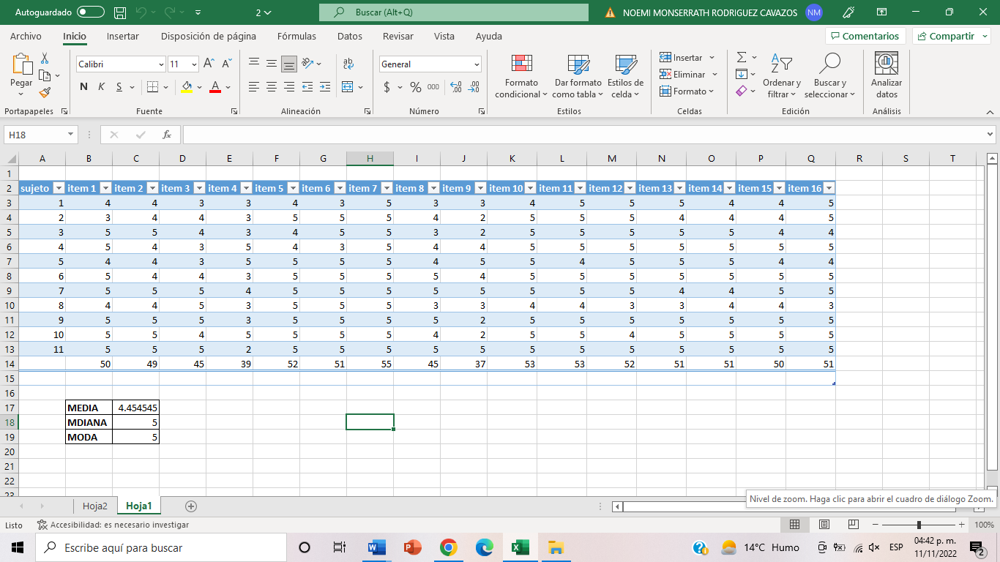 Autoguardado 2 Buscar (Alt+Q) NOEMI MONSERRATH RODRIGUEZ CAVAZOS NM
Archivo Inicio Insertar Disposición de página Fórmulas Datos Revisar Vista Ayuda Comentarios Compartir
Pegar
Portapapeles
Calibri 11
N K S
Fuente
ab
Alineación
General
$ % 000
Número
Formato condicional
Dar formato como tabla
Estilos de celda
Estilos
Insertar
Eliminar
Formato
Celdas
Ordenar y filtrar
Buscar y seleccionar
Edición
Analizar datos
Análisis
H18 fx
A B C D E F G H I J K L M N O P Q R S T
1
2 sujeto item 1 item 2 item 3 item 4 item 5 item 6 item 7 item 8 item 9 item 10 item 11 item 12 item 13 item 14 item 15 item 16
3 1 4 4 3 3 4 3 5 3 3 4 5 5 5 4 4 5
4 2 3 4 4 3 5 5 5 4 2 5 5 5 4 4 4 5
5 3 5 5 4 3 4 5 5 3 2 5 5 5 5 5 4 4
6 4 5 4 3 5 4 3 5 4 4 5 5 5 5 5 5 5
7 5 4 4 3 5 5 5 5 4 5 5 4 5 5 5 4 4
8 6 5 4 4 3 5 5 5 5 4 5 5 5 5 5 5 5
9 7 5 5 5 4 5 5 5 5 5 5 5 5 4 4 5 5
10 8 4 4 5 3 5 5 5 3 3 4 4 3 3 4 4 3
11 9 5 5 5 3 5 5 5 5 2 5 5 5 5 5 5 5
12 10 5 5 4 5 5 5 5 4 2 5 5 4 5 5 5 5
13 11 5 5 5 2 5 5 5 5 5 5 5 5 5 5 5 5
14 50 49 45 39 52 51 55 45 37 53 53 52 51 51 50 51
15
16
17 MEDIA 4.454545
18 MDIANA 5
19 MODA 5
20
21
22
23
Nivel de zoom. Haga clic para abrir el cuadro de diálogo Zoom.
Hoja2 Hoja1
Listo Accesibilidad: es necesario investigar 100%
Escribe aquí para buscar 14°C Humo ESP 04:42 p. m.
11/11/2022 2